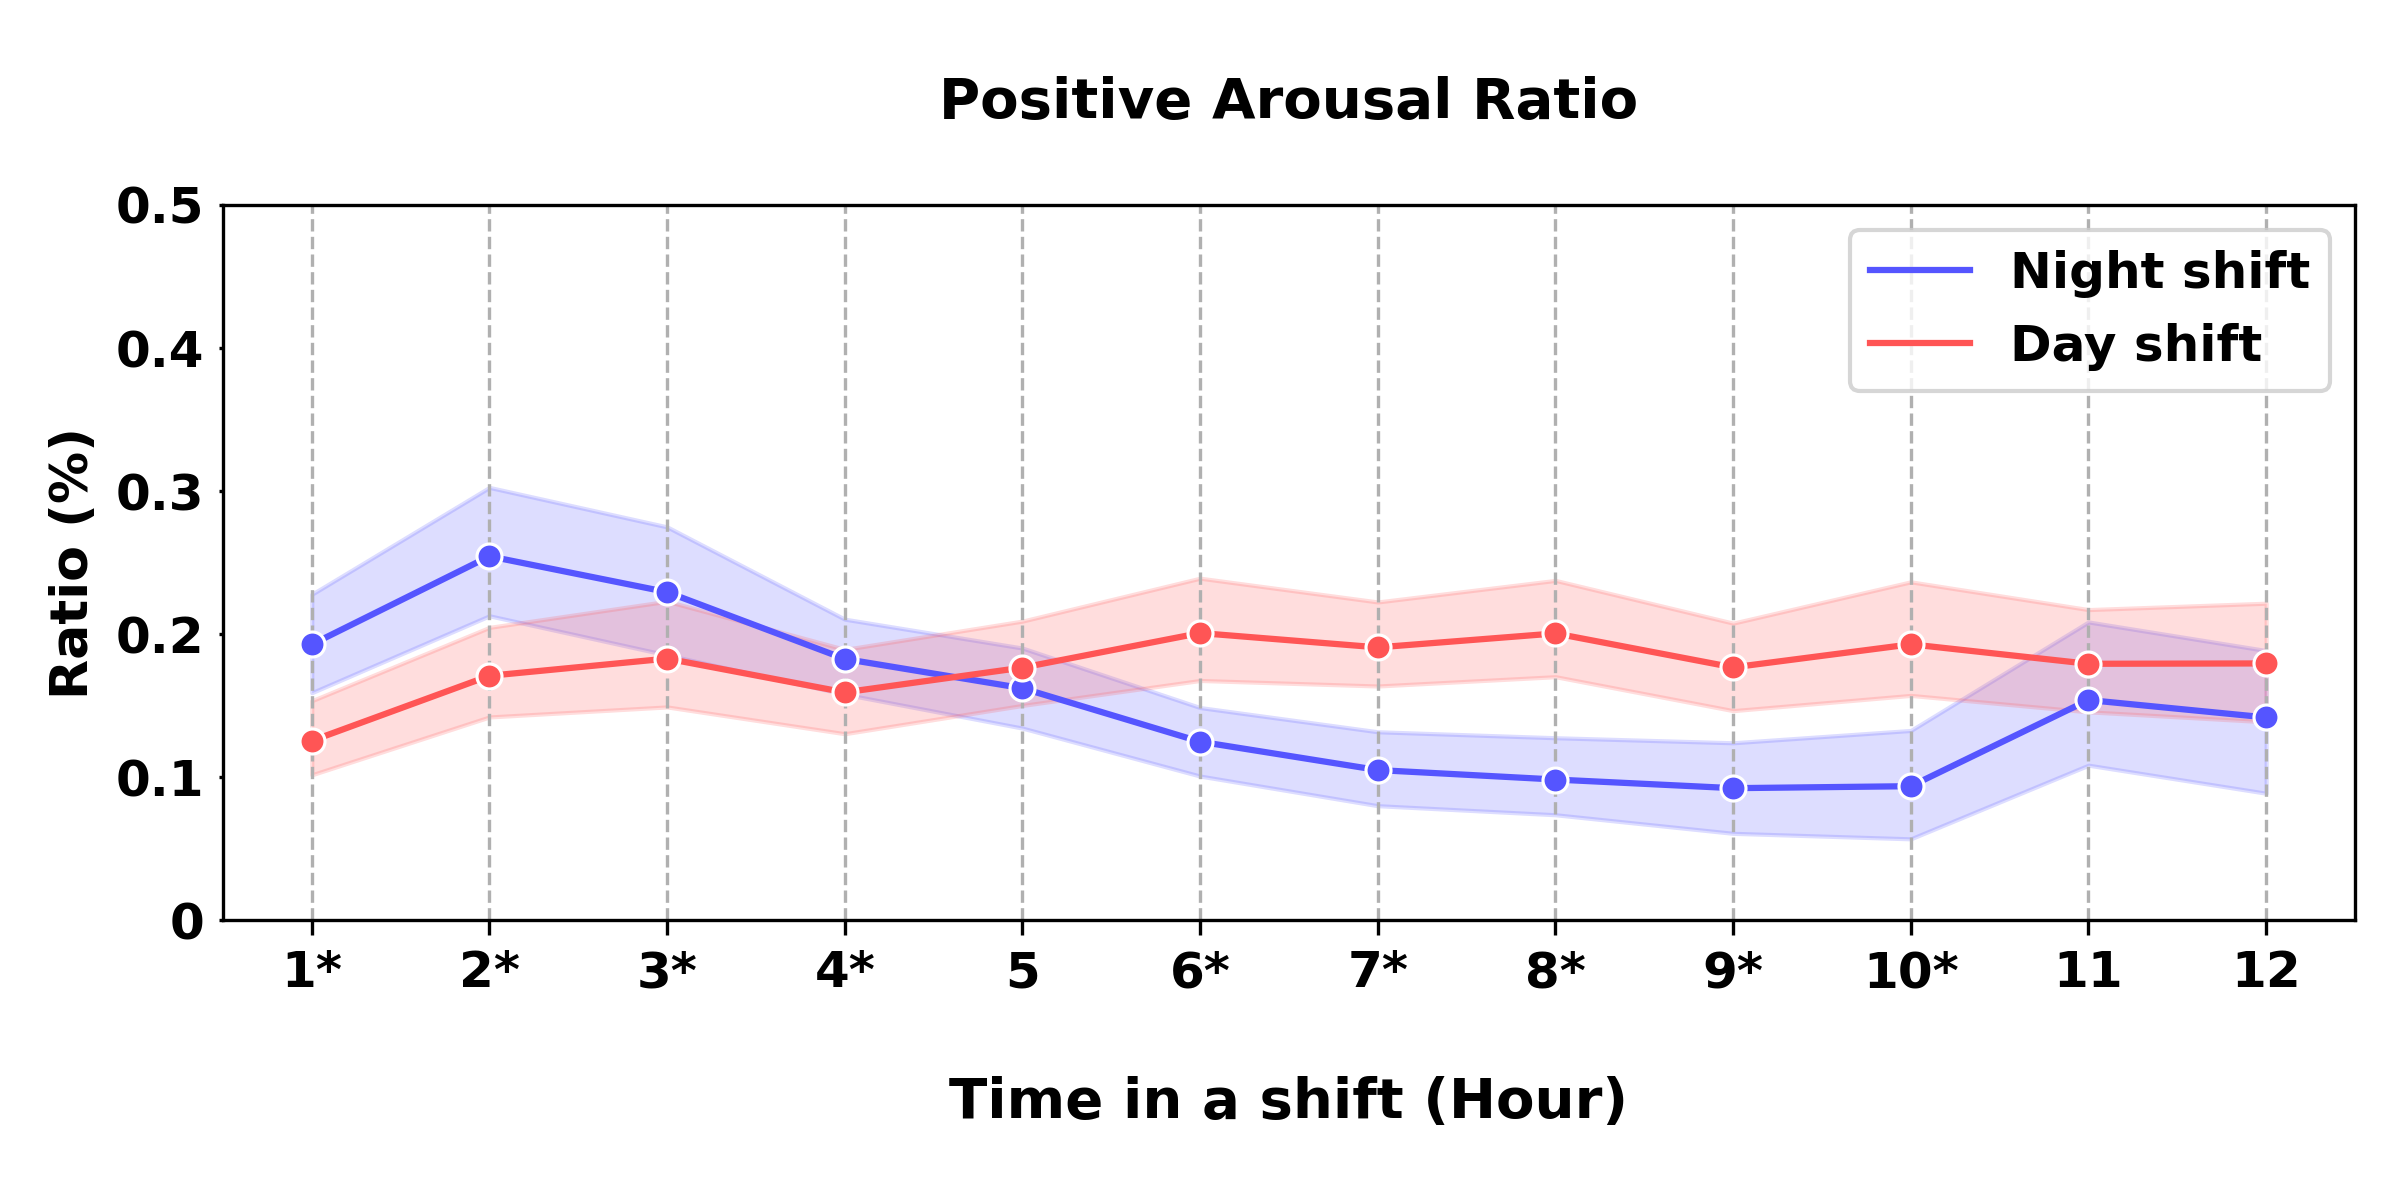 Positive Arousal Ratio
0.5
0.4
0.3
0.2
0.1
0
Ratio (%)
Night shift
Day shift
1* 2* 3* 4* 5 6* 7* 8* 9* 10* 11 12
Time in a shift (Hour)